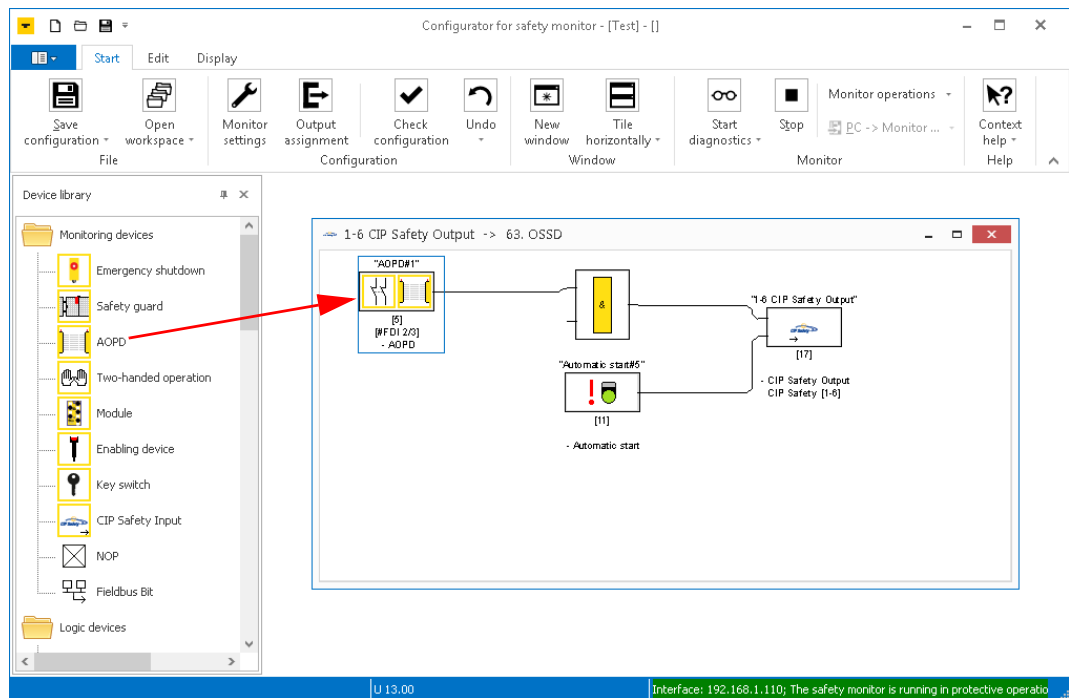 Configurator for safety monitor - [Test] - []
Start Edit Display
Save configuration
Open workspace
File
Monitor settings
Output assignment
Check configuration
Undo
Configuration
New window
Tile horizontally
Window
Start diagnostics
Stop
Monitor operations
PC -> Monitor ...
Monitor
Context help
Help
Device library
Monitoring devices
Emergency shutdown
Safety guard
AOPD
Two-handed operation
Module
Enabling device
Key switch
CIP Safety Input
NOP
Fieldbus Bit
Logic devices
1-6 CIP Safety Output -> 63. OSSD
"AOPD#1"
[5]
[#FDI 2/3]
- AOPD
&
"Automatic start#5"
[11]
- Automatic start
"1-6 CIP Safety Output"
[17]
- CIP Safety Output
CIP Safety [1-6]
U 13.00
Interface: 192.168.1.110; The safety monitor is running in protective operatio